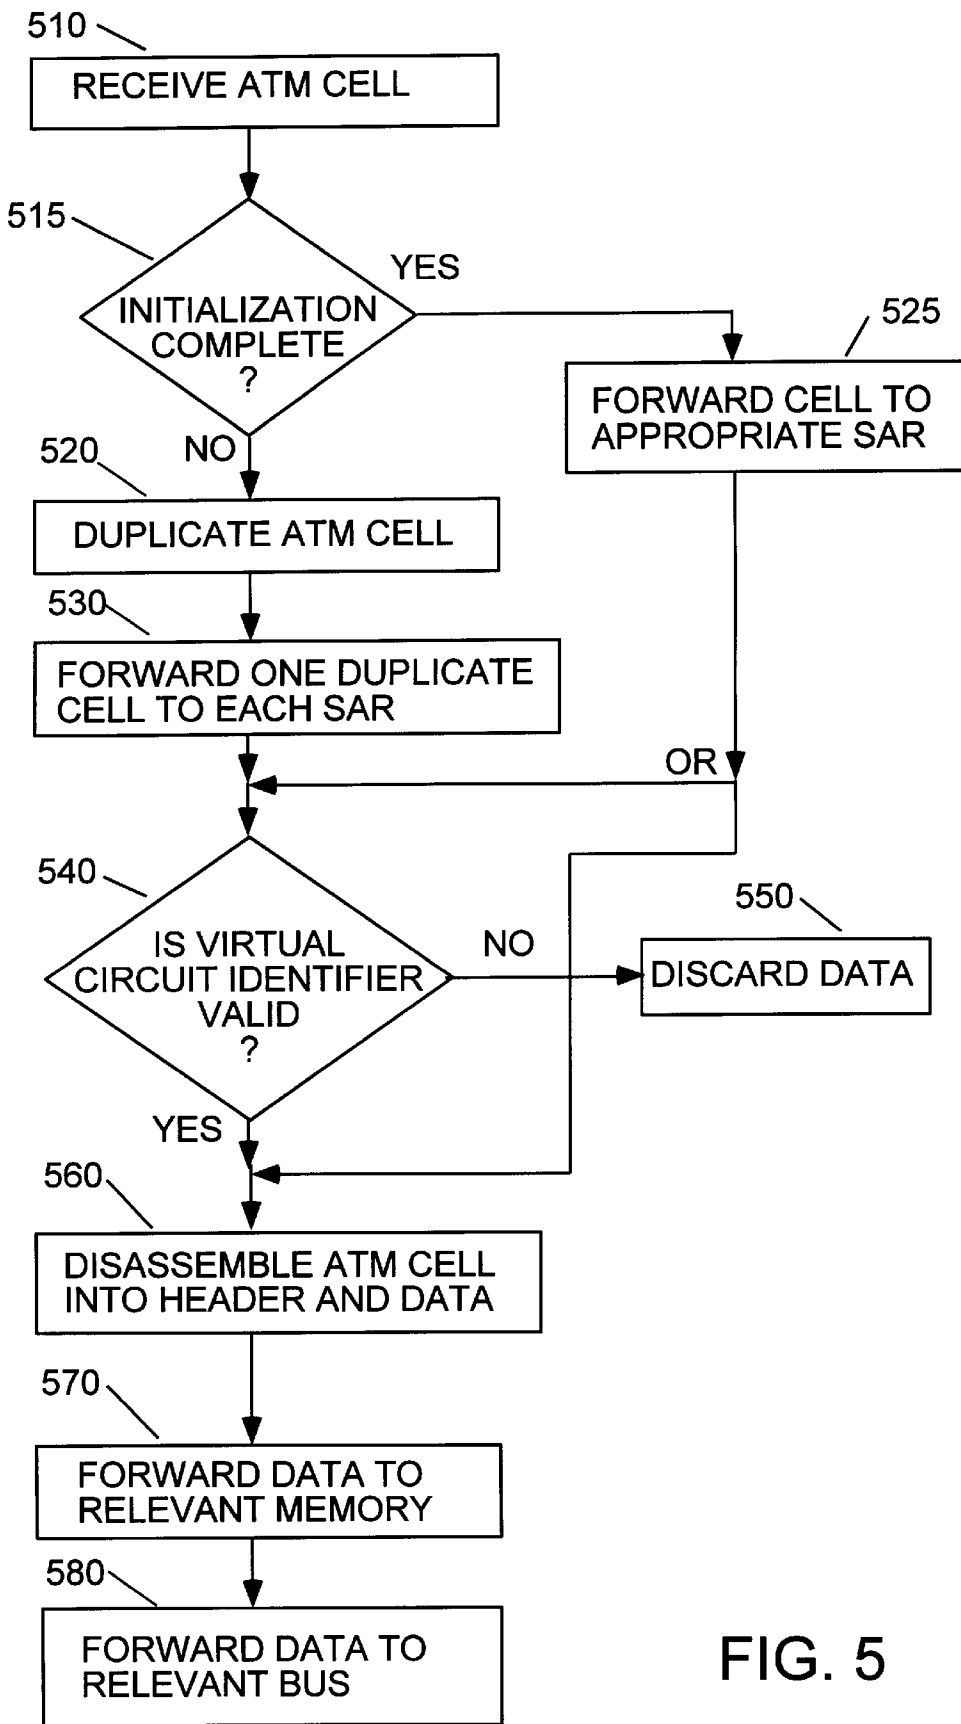 510
RECEIVE ATM CELL
515
YES
INITIALIZATION
COMPLETE
?
525
FORWARD CELL TO
APPROPRIATE SAR
NO
520
DUPLICATE ATM CELL
530
FORWARD ONE DUPLICATE
CELL TO EACH SAR
OR
540
IS VIRTUAL
CIRCUIT IDENTIFIER
VALID
?
NO
550
DISCARD DATA
YES
560
DISASSEMBLE ATM CELL
INTO HEADER AND DATA
570
FORWARD DATA TO
RELEVANT MEMORY
580
FORWARD DATA TO
RELEVANT BUS
FIG. 5